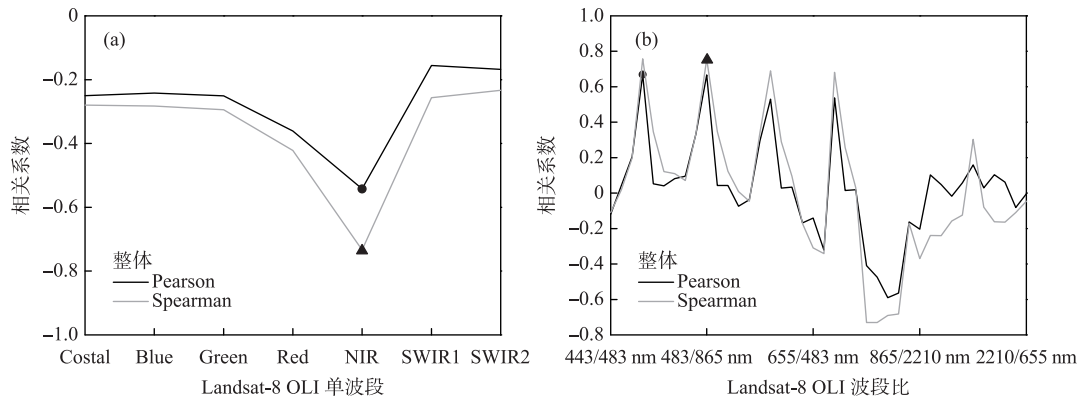 (a)
0
−0.2
−0.4
−0.6
−0.8
−1.0
相关系数
整体
Pearson
Spearman
Costal Blue Green Red NIR SWIR1 SWIR2
Landsat-8 OLI 单波段
(b)
1.0
0.8
0.6
0.4
0.2
0
−0.2
−0.4
−0.6
−0.8
相关系数
整体
Pearson
Spearman
443/483 nm 483/865 nm 655/483 nm 865/2210 nm 2210/655 nm
Landsat-8 OLI 波段比